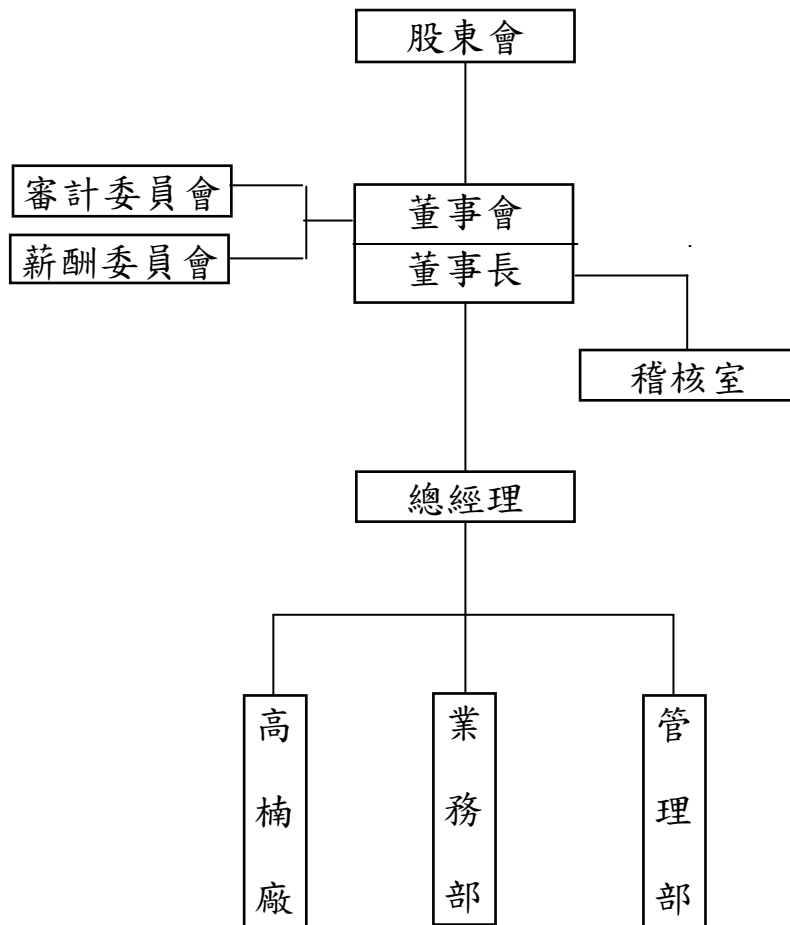 股東會
審計委員會
薪酬委員會
董事會
董事長
稽核室
總經理
高楠廠
業務部
管理部